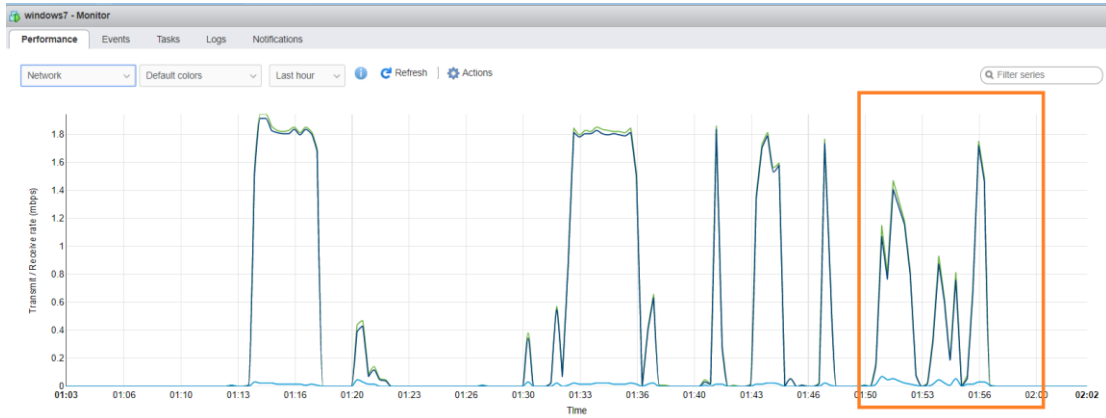 windows7 - Monitor
Performance Events Tasks Logs Notifications
Network Default colors Last hour Refresh Actions Filter series
Transmit / Receive rate (mbps)
1.8
1.6
1.4
1.2
1
0.8
0.6
0.4
0.2
0
01:03 01:06 01:10 01:13 01:16 01:20 01:23 01:26 01:30 01:33 01:36 01:40 01:43 01:46 01:50 01:53 01:56 02:00 02:02
Time